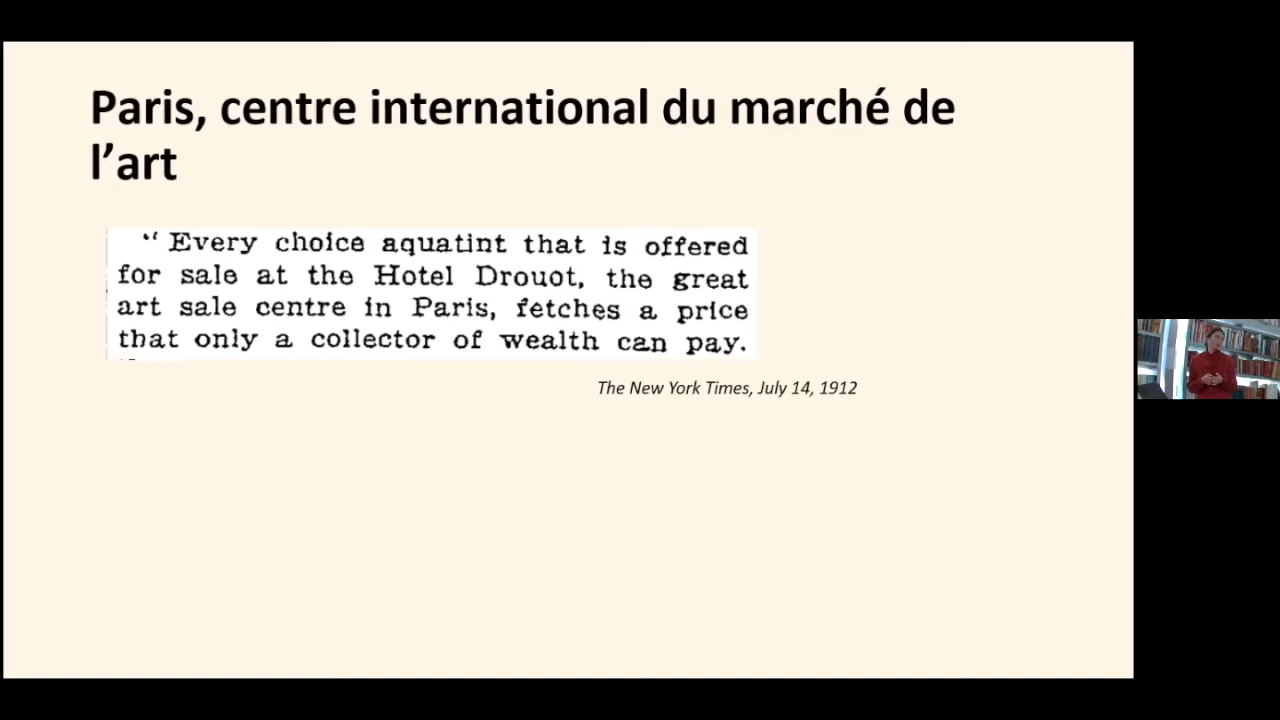 Paris, centre international du marché de
l’art
“ Every choice aquatint that is offered
for sale at the Hotel Drouot, the great
art sale centre in Paris, fetches a price
that only a collector of wealth can pay.
The New York Times, July 14, 1912